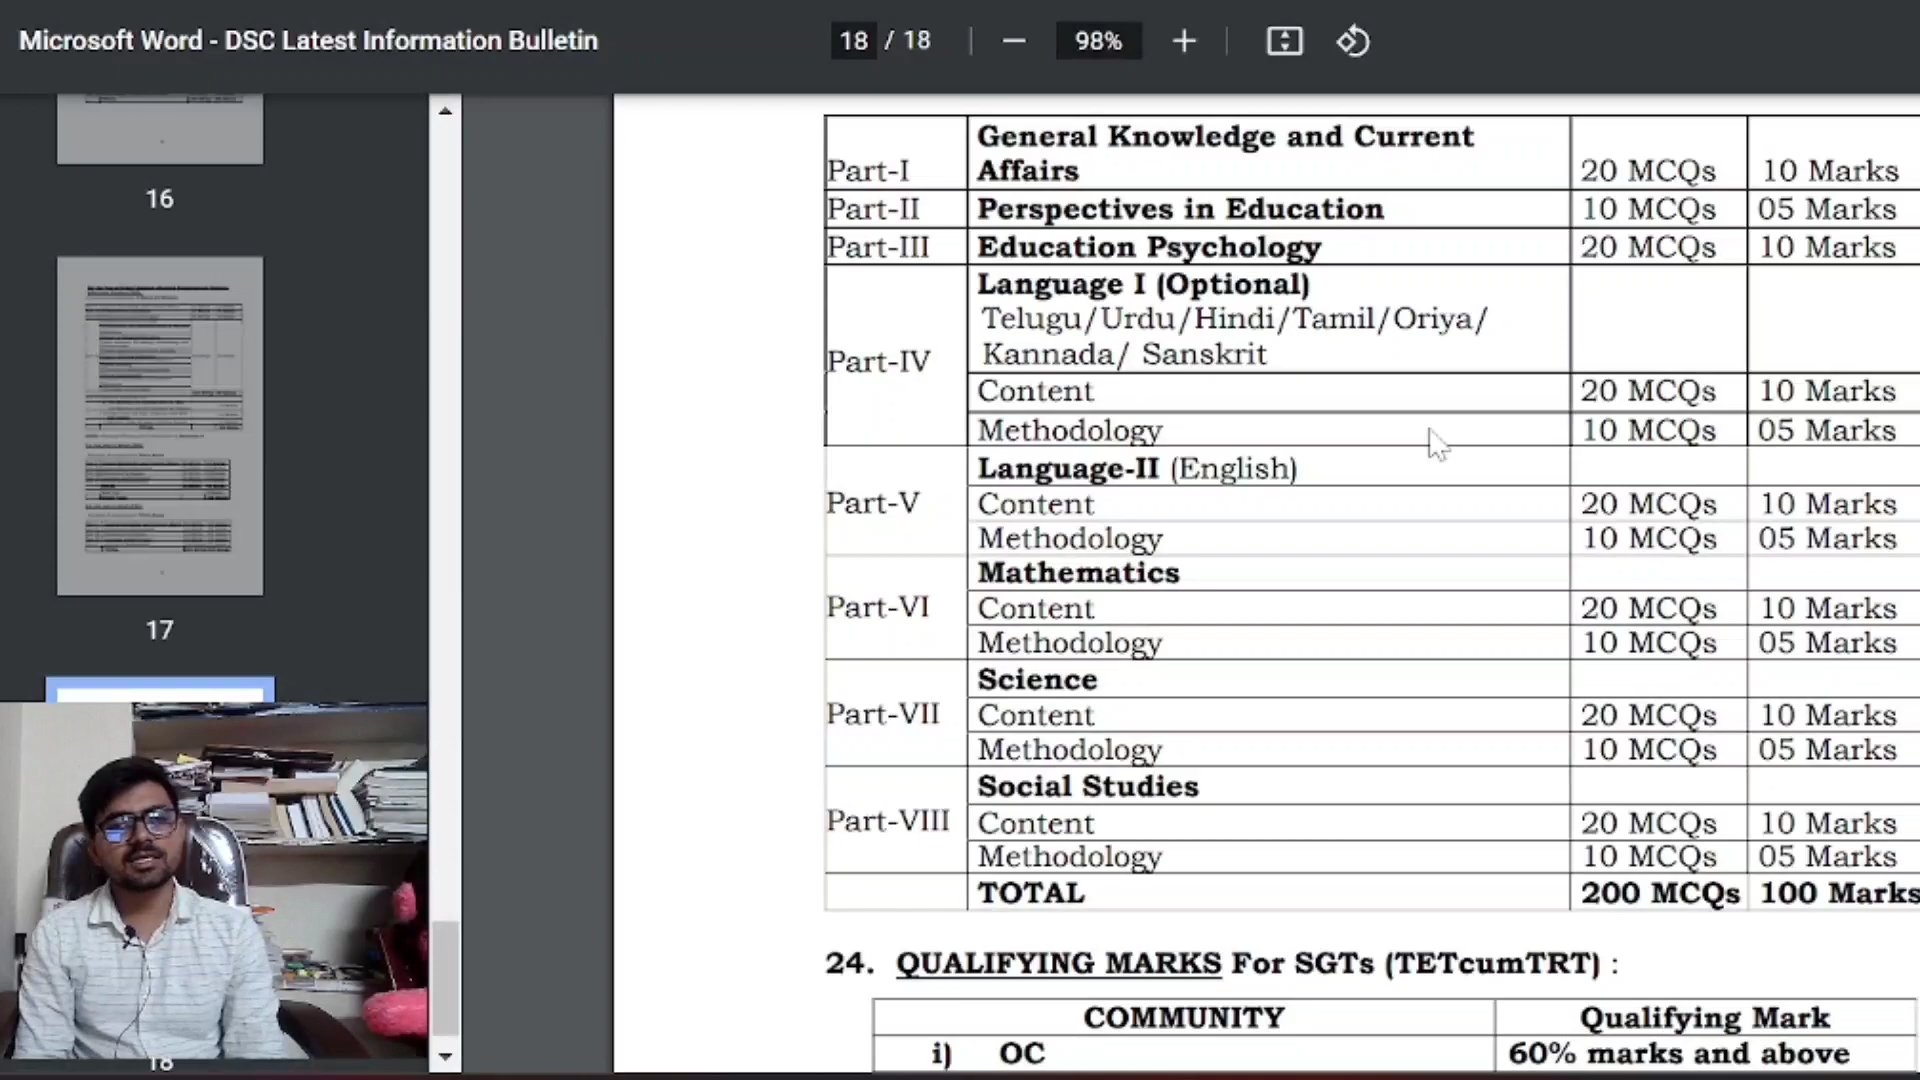 Microsoft Word - DSC Latest Information Bulletin
18 / 18
98%
16
17
18
Part-I General Knowledge and Current Affairs 20 MCQs 10 Marks
Part-II Perspectives in Education 10 MCQs 05 Marks
Part-III Education Psychology 20 MCQs 10 Marks
Part-IV Language I (Optional)
Telugu/Urdu/Hindi/Tamil/Oriya/
Kannada/ Sanskrit
Content 20 MCQs 10 Marks
Methodology 10 MCQs 05 Marks
Part-V Language-II (English)
Content 20 MCQs 10 Marks
Methodology 10 MCQs 05 Marks
Part-VI Mathematics
Content 20 MCQs 10 Marks
Methodology 10 MCQs 05 Marks
Part-VII Science
Content 20 MCQs 10 Marks
Methodology 10 MCQs 05 Marks
Part-VIII Social Studies
Content 20 MCQs 10 Marks
Methodology 10 MCQs 05 Marks
TOTAL 200 MCQs 100 Marks
24. QUALIFYING MARKS For SGTs (TETcumTRT) :
COMMUNITY Qualifying Mark
i) OC 60% marks and above